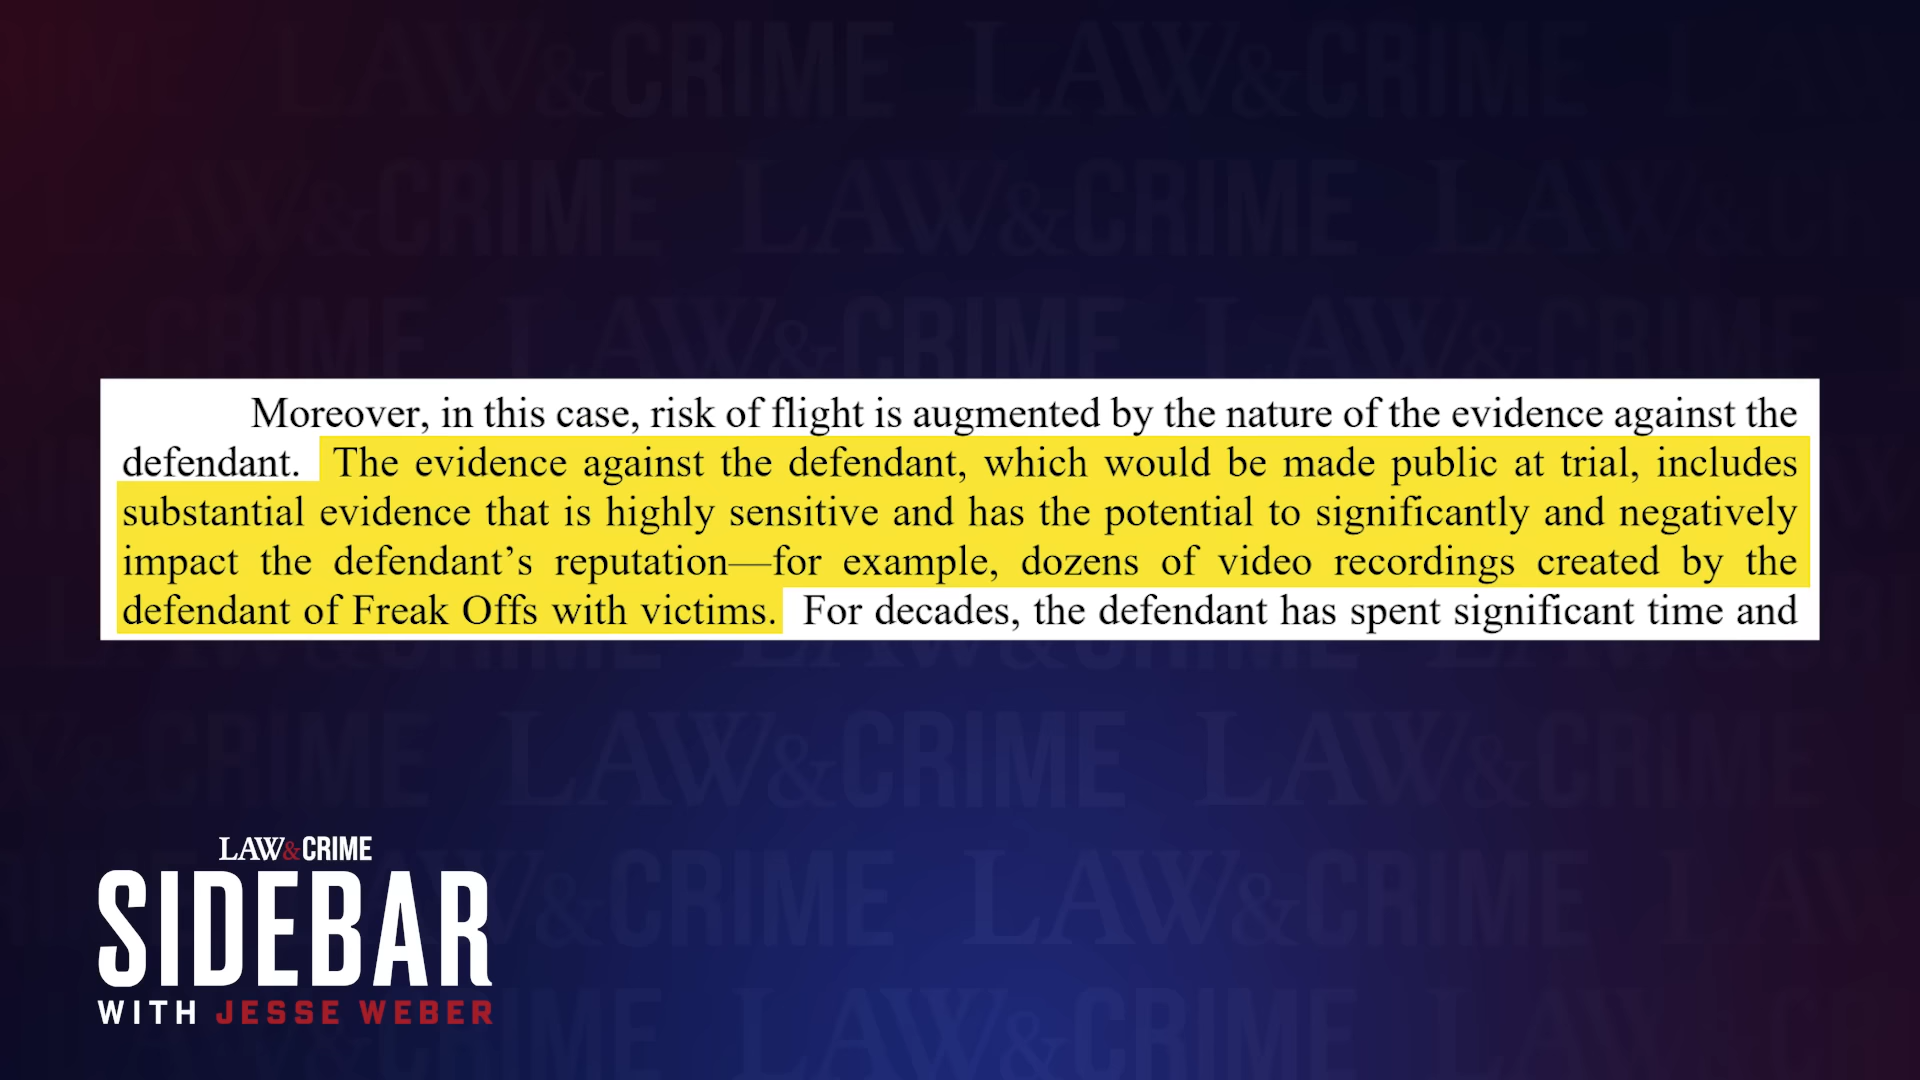 Moreover, in this case, risk of flight is augmented by the nature of the evidence against the
defendant. The evidence against the defendant, which would be made public at trial, includes
substantial evidence that is highly sensitive and has the potential to significantly and negatively
impact the defendant’s reputation—for example, dozens of video recordings created by the
defendant of Freak Offs with victims. For decades, the defendant has spent significant time and
LAW&CRIME
SIDEBAR
WITH JESSE WEBER